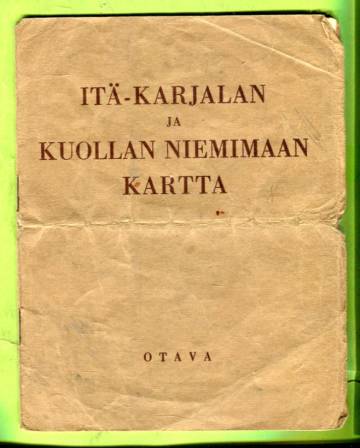 ITÄ-KARJALAN
JA
KUOLLAN NIEMIMAAN
KARTTA
OTAVA